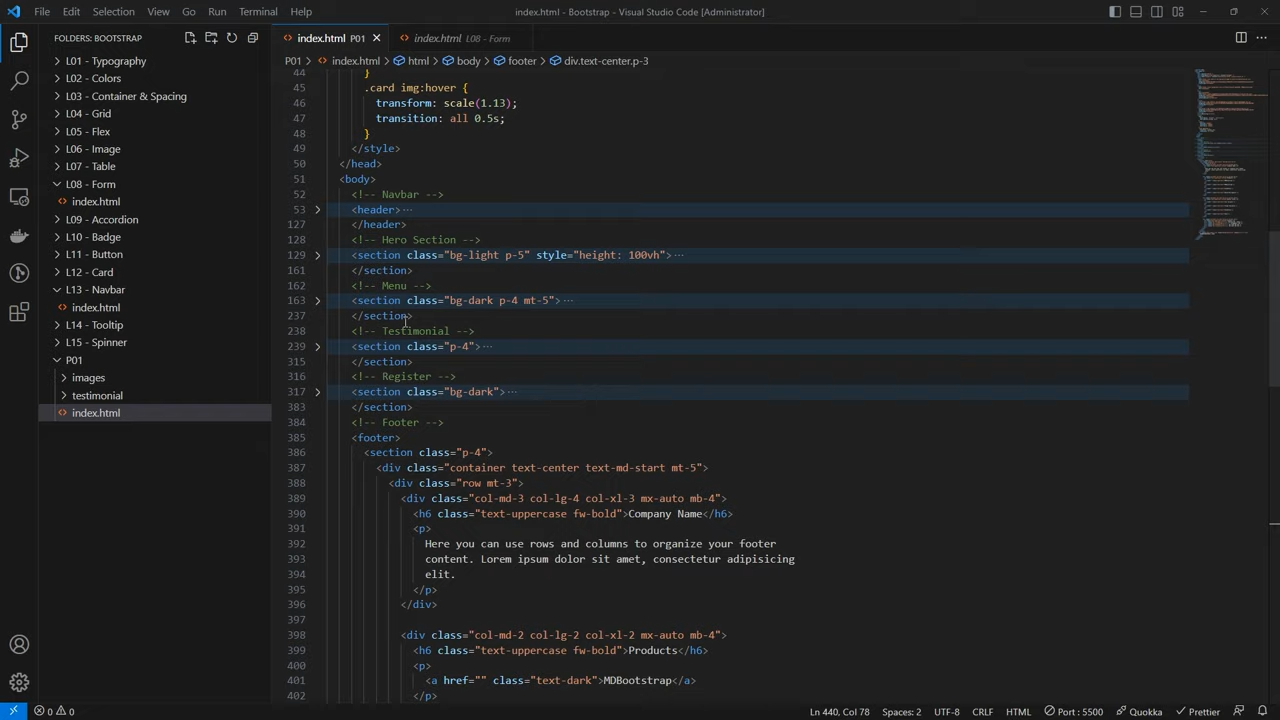 File Edit Selection View Go Run Terminal Help
index.html - Bootstrap - Visual Studio Code [Administrator]
FOLDERS: BOOTSTRAP
L01 - Typography
L02 - Colors
L03 - Container & Spacing
L04 - Grid
L05 - Flex
L06 - Image
L07 - Table
L08 - Form
index.html
L09 - Accordion
L10 - Badge
L11 - Button
L12 - Card
L13 - Navbar
index.html
L14 - Tooltip
L15 - Spinner
P01
images
testimonial
index.html
index.html P01
index.html L08 - Form
P01 > index.html > html > body > footer > div.text-center.p-3
44 }
45 .card img:hover {
46 transform: scale(1.13);
47 transition: all 0.5s;
48 }
49 </style>
50 </head>
51 <body>
52 <!-- Navbar -->
53 <header> ···
127 </header>
128 <!-- Hero Section -->
129 <section class="bg-light p-5" style="height: 100vh"> ···
161 </section>
162 <!-- Menu -->
163 <section class="bg-dark p-4 mt-5"> ···
237 </section>
238 <!-- Testimonial -->
239 <section class="p-4"> ···
315 </section>
316 <!-- Register -->
317 <section class="bg-dark"> ···
383 </section>
384 <!-- Footer -->
385 <footer>
386 <section class="p-4">
387 <div class="container text-center text-md-start mt-5">
388 <div class="row mt-3">
389 <div class="col-md-3 col-lg-4 col-xl-3 mx-auto mb-4">
390 <h6 class="text-uppercase fw-bold">Company Name</h6>
391 <p>
392 Here you can use rows and columns to organize your footer
393 content. Lorem ipsum dolor sit amet, consectetur adipisicing
394 elit.
395 </p>
396 </div>
397
398 <div class="col-md-2 col-lg-2 col-xl-2 mx-auto mb-4">
399 <h6 class="text-uppercase fw-bold">Products</h6>
400 <p>
401 <a href="" class="text-dark">MDBootstrap</a>
402 </p>
0 0
Ln 440, Col 78 Spaces: 2 UTF-8 CRLF HTML Port : 5500 Quokka Prettier